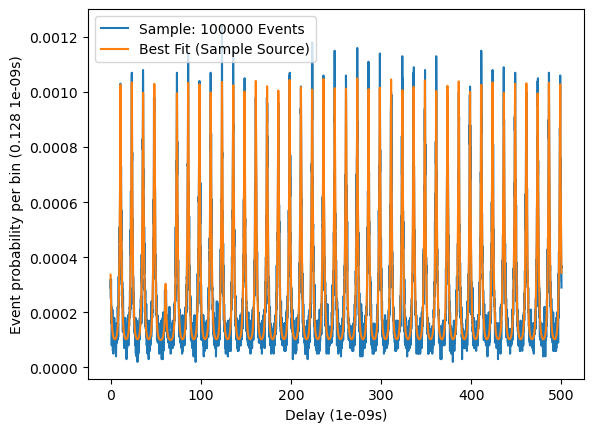 Sample: 100000 Events
Best Fit (Sample Source)
Event probability per bin (0.128 1e-09s)
0.0012
0.0010
0.0008
0.0006
0.0004
0.0002
0.0000
0 100 200 300 400 500
Delay (1e-09s)